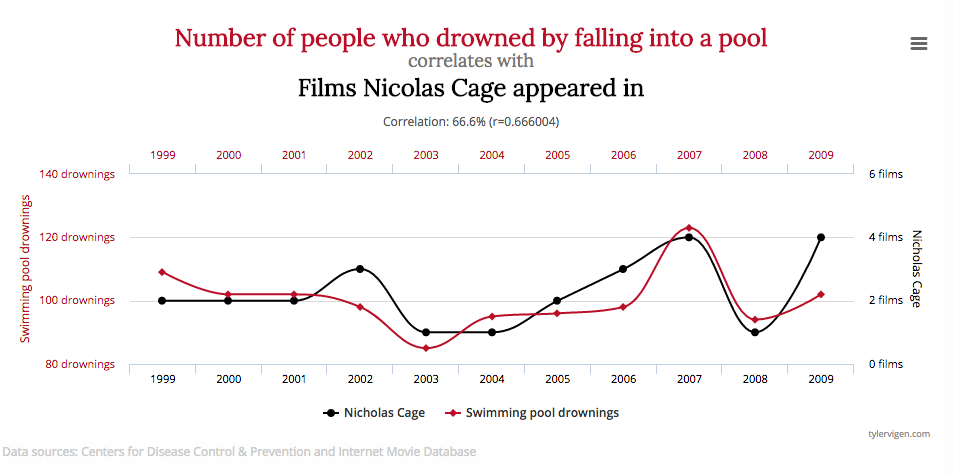 Number of people who drowned by falling into a pool
correlates with
Films Nicolas Cage appeared in
Correlation: 66.6% (r=0.666004)
1999 2000 2001 2002 2003 2004 2005 2006 2007 2008 2009
140 drownings 6 films
120 drownings 4 films
100 drownings 2 films
80 drownings 0 films
Swimming pool drownings
Nicholas Cage
1999 2000 2001 2002 2003 2004 2005 2006 2007 2008 2009
Nicholas Cage Swimming pool drownings
tylervigen.com
Data sources: Centers for Disease Control & Prevention and Internet Movie Database